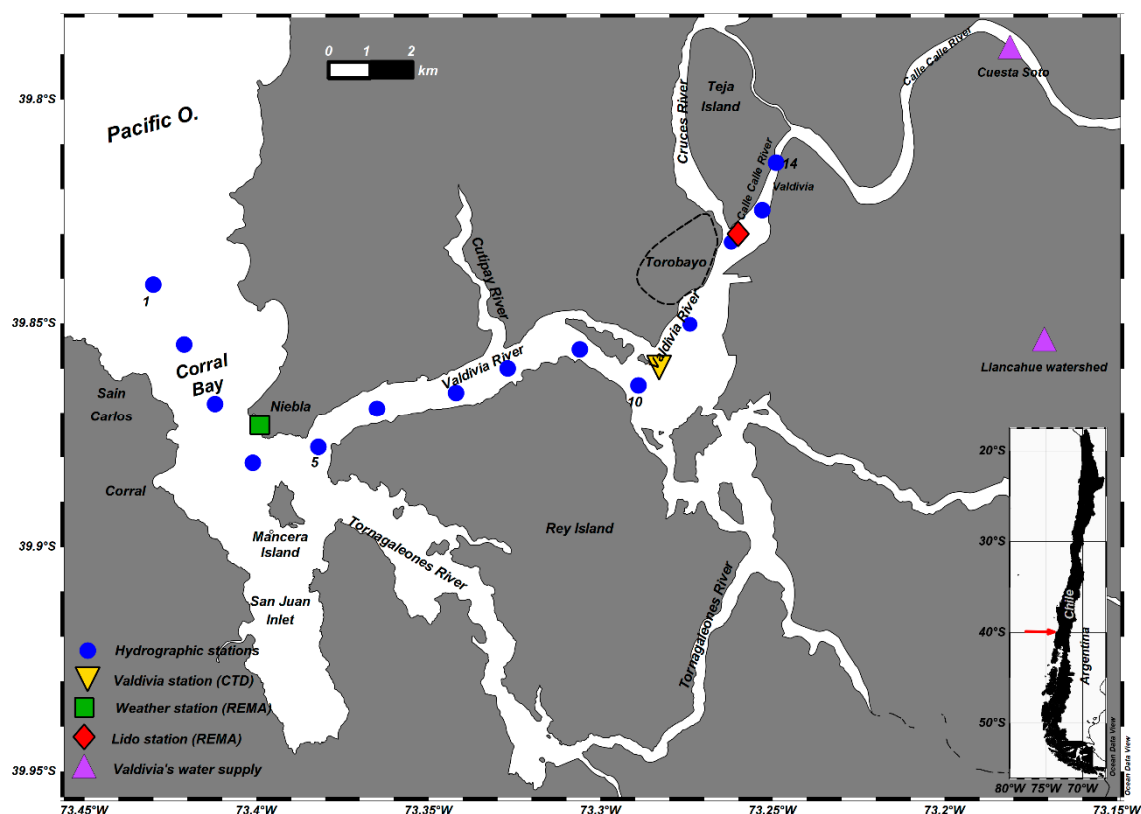 0 1 2
km
Pacific O.
Cruces River
Teja
Island
Calle Calle River
Cuesta Soto
39.8°S
14
Calle Calle River
Valdivia
Torobayo
Cutipay River
1
39.85°S
Valdivia River
Corral
Bay
Valdivia River
Llancahue watershed
Sain
Carlos
Niebla
10
5
Corral
Rey Island
39.9°S
Mancera
Island
Tornagaleones River
San Juan
Inlet
Tornagaleones River
Hydrographic stations
Valdivia station (CTD)
Weather station (REMA)
Lido station (REMA)
Valdivia's water supply
39.95°S
20°S
30°S
40°S
50°S
Chile
Argentina
80°W 75°W 70°W
Ocean Data View
Ocean Data View
73.45°W 73.4°W 73.35°W 73.3°W 73.25°W 73.2°W 73.15°W